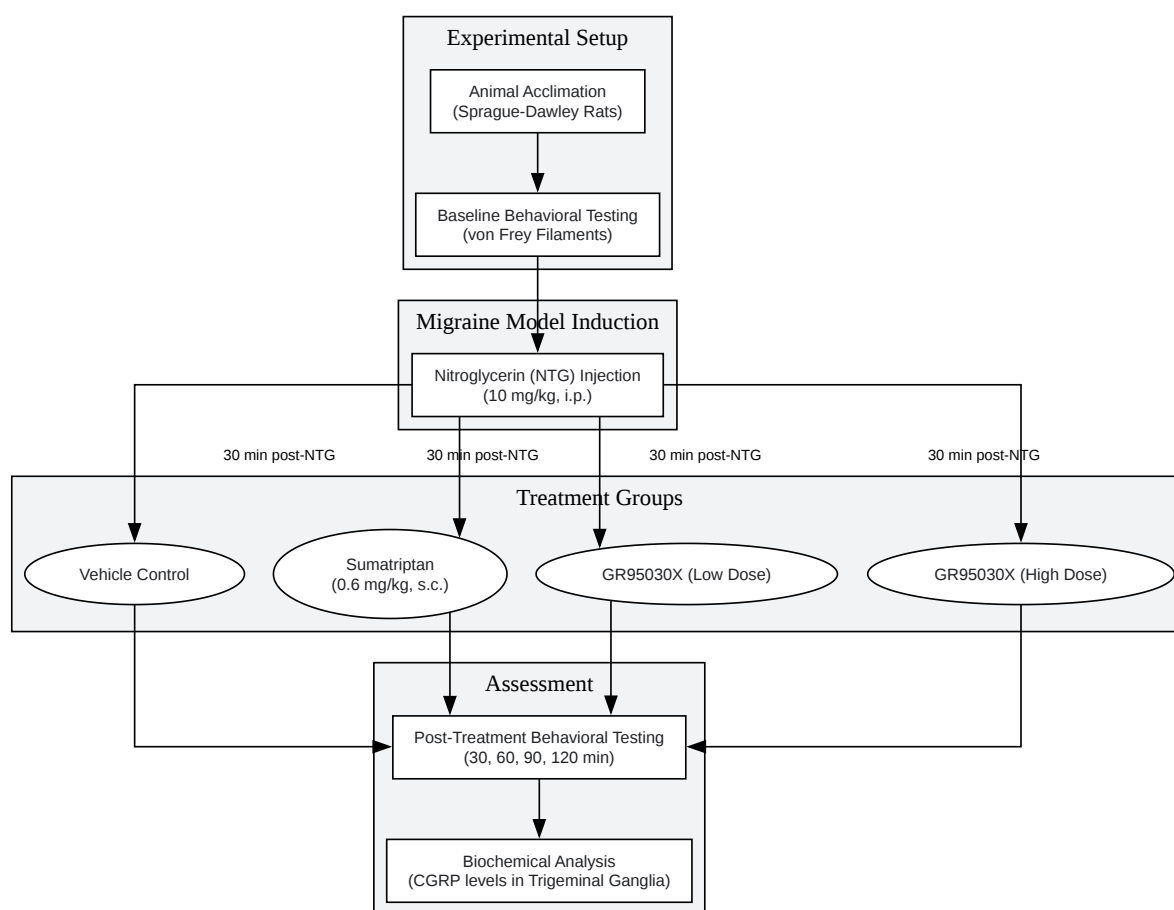 Experimental Setup
Animal Acclimation
(Sprague-Dawley Rats)
Baseline Behavioral Testing
(von Frey Filaments)
Migraine Model Induction
Nitroglycerin (NTG) Injection
(10 mg/kg, i.p.)
30 min post-NTG
30 min post-NTG
30 min post-NTG
30 min post-NTG
Treatment Groups
Vehicle Control
Sumatriptan
(0.6 mg/kg, s.c.)
GR95030X (Low Dose)
GR95030X (High Dose)
Assessment
Post-Treatment Behavioral Testing
(30, 60, 90, 120 min)
Biochemical Analysis
(CGRP levels in Trigeminal Ganglia)